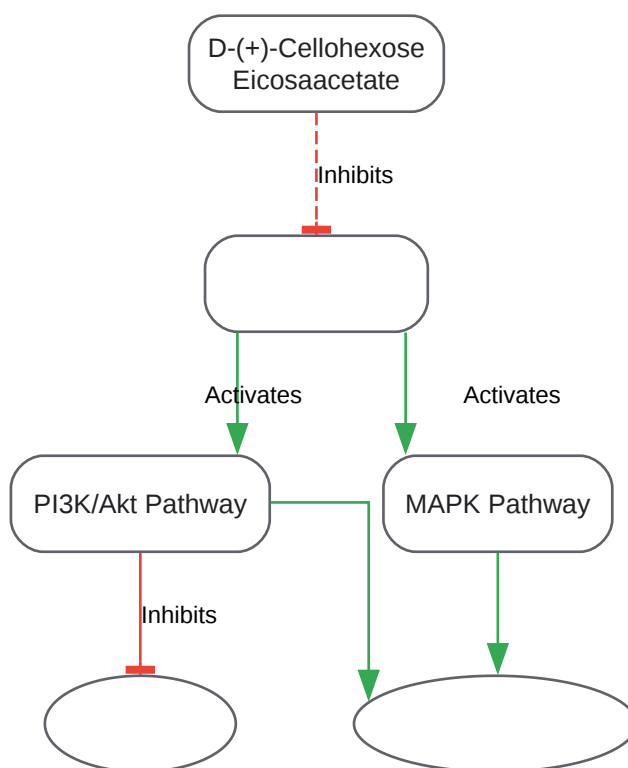 D-(+)-Cellohexose
Eicosaacetate
Inhibits
Activates
Activates
PI3K/Akt Pathway
MAPK Pathway
Inhibits